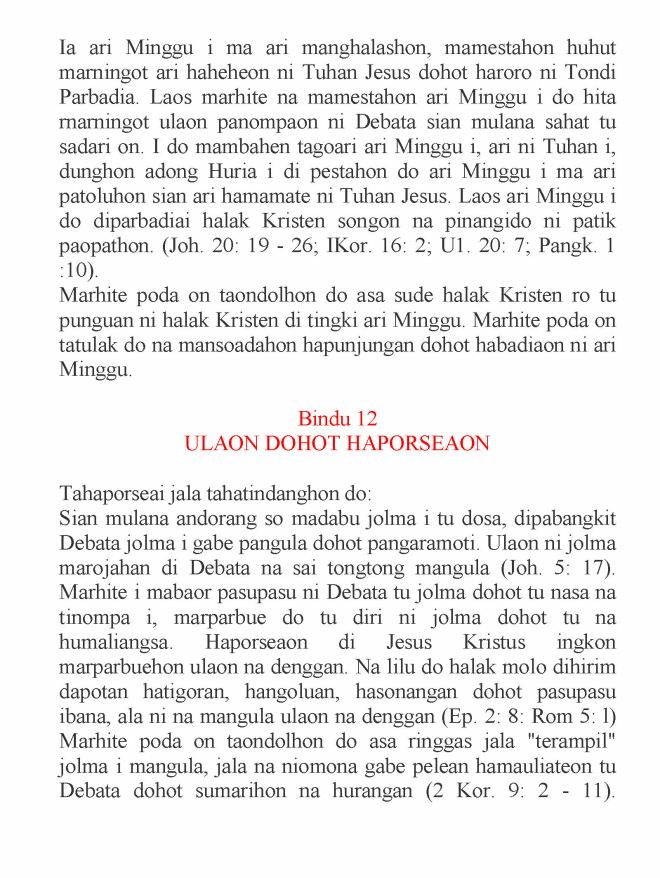 Ia ari Minggu i ma ari manghalashon, mamestahon huhut
marningot ari haheheon ni Tuhan Jesus dohot haroro ni Tondi
Parbadia. Laos marhite na mamestahon ari Minggu i do hita
rnarningot ulaon panompaon ni Debata sian mulana sahat tu
sadari on. I do mambahen tagoari ari Minggu i, ari ni Tuhan i,
dunghon adong Huria i di pestahon do ari Minggu i ma ari
patoluhon sian ari hamamate ni Tuhan Jesus. Laos ari Minggu i
do diparbadiai halak Kristen songon na pinangido ni patik
paopathon. (Joh. 20: 19 - 26; IKor. 16: 2; U1. 20: 7; Pangk. 1
:10).
Marhite poda on taondolhon do asa sude halak Kristen ro tu
punguan ni halak Kristen di tingki ari Minggu. Marhite poda on
tatulak do na mansoadahon hapunjungan dohot habadiaon ni ari
Minggu.
Bindu 12
ULAON DOHOT HAPORSEAON
Tahaporseai jala tahatindanghon do:
Sian mulana andorang so madabu jolma i tu dosa, dipabangkit
Debata jolma i gabe pangula dohot pangaramoti. Ulaon ni jolma
marojahan di Debata na sai tongtong mangula (Joh. 5: 17).
Marhite i mabaor pasupasu ni Debata tu jolma dohot tu nasa na
tinompa i, marparbue do tu diri ni jolma dohot tu na
humaliangsa. Haporseaon di Jesus Kristus ingkon
marparbuehon ulaon na denggan. Na lilu do halak molo dihirim
dapotan hatigoran, hangoluan, hasonangan dohot pasupasu
ibana, ala ni na mangula ulaon na denggan (Ep. 2: 8: Rom 5: l)
Marhite poda on taondolhon do asa ringgas jala "terampil"
jolma i mangula, jala na niomona gabe pelean hamauliateon tu
Debata dohot sumarihon na hurangan (2 Kor. 9: 2 - 11).